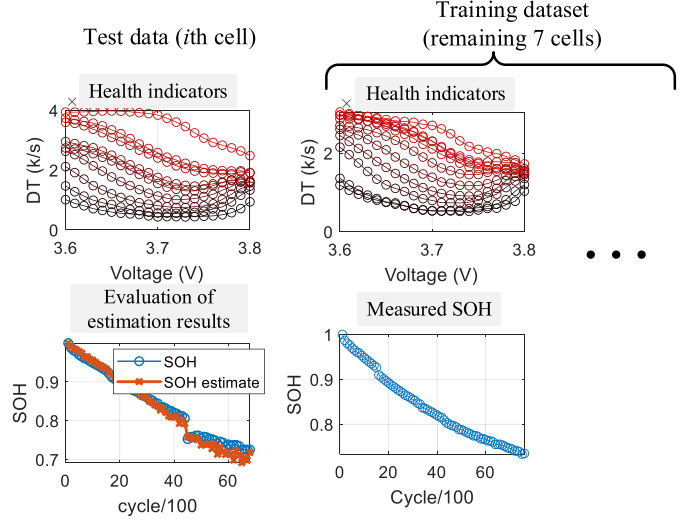 Test data (ith cell)
Training dataset
(remaining 7 cells)
Health indicators
×
4
2
0
DT (k/s)
3.6
3.7
3.8
Voltage (V)
Health indicators
×
2
0
DT (k/s)
3.6
3.7
3.8
Voltage (V)
• • •
Evaluation of
estimation results
SOH
SOH estimate
0.9
0.8
0.7
SOH
0
20
40
60
cycle/100
Measured SOH
1
0.9
0.8
SOH
0
20
40
60
Cycle/100